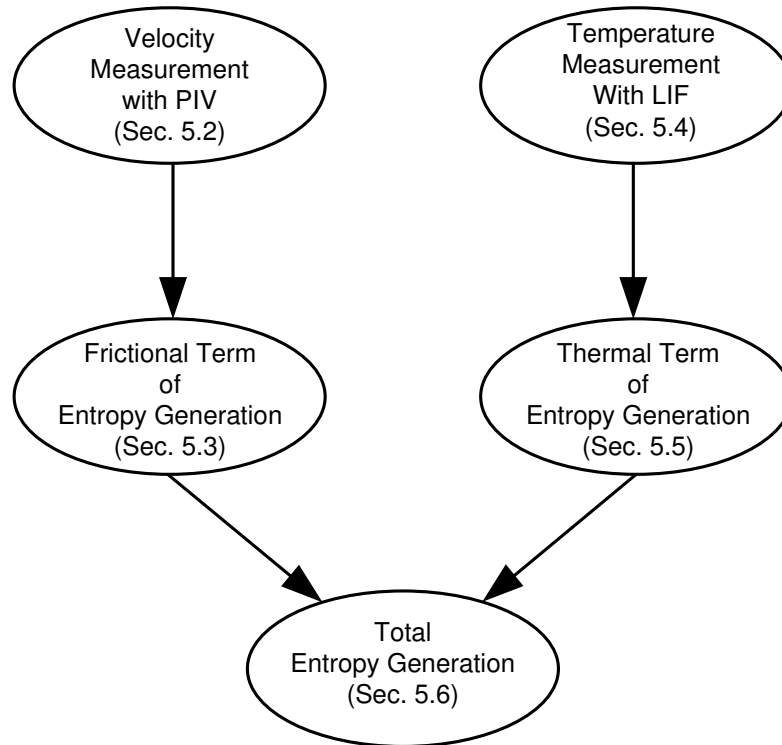 Velocity
Measurement
with PIV
(Sec. 5.2)
Temperature
Measurement
With LIF
(Sec. 5.4)
Frictional Term
of
Entropy Generation
(Sec. 5.3)
Thermal Term
of
Entropy Generation
(Sec. 5.5)
Total
Entropy Generation
(Sec. 5.6)